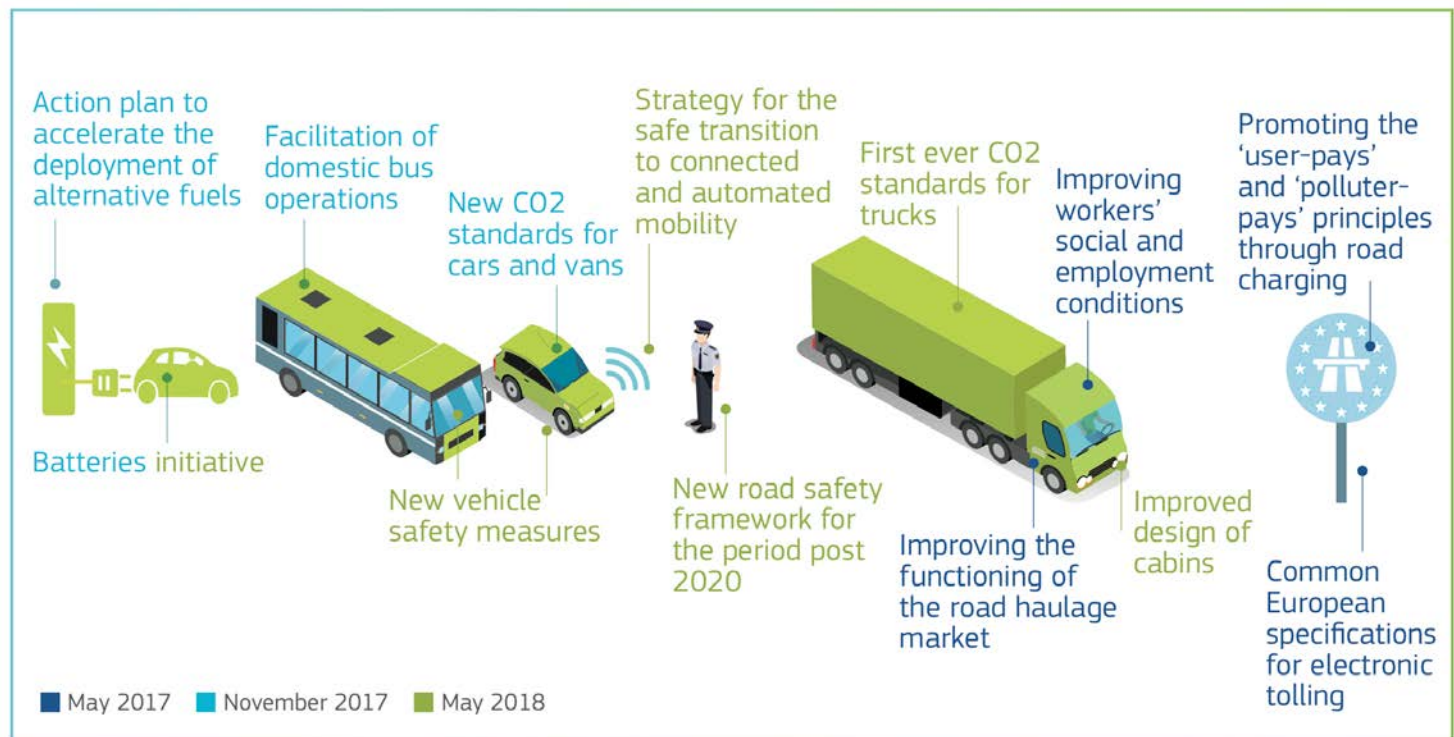 Action plan to
accelerate the
deployment of
alternative fuels
Facilitation of
domestic bus
operations
New CO2
standards for
cars and vans
Strategy for the
safe transition
to connected
and automated
mobility
First ever CO2
standards for
trucks
Improving
workers’
social and
employment
conditions
Promoting the
‘user-pays’
and ‘polluter-
pays’ principles
through road
charging
Batteries initiative
New vehicle
safety measures
New road safety
framework for
the period post
2020
Improving the
functioning of
the road haulage
market
Improved
design of
cabins
Common
European
specifications
for electronic
tolling
May 2017
November 2017
May 2018